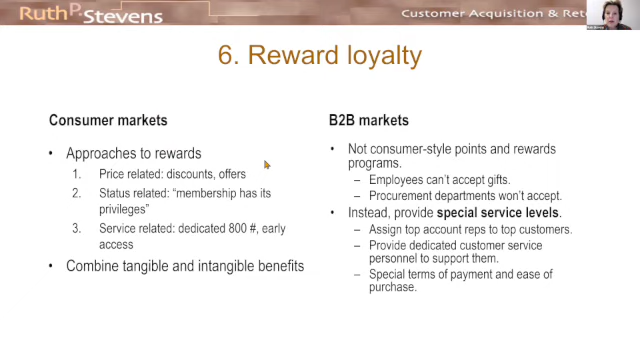 Ruth P. Stevens
Customer Acquisition & Rete
6. Reward loyalty
Consumer markets
• Approaches to rewards
1. Price related: discounts, offers
2. Status related: “membership has its
privileges”
3. Service related: dedicated 800 #, early
access
• Combine tangible and intangible benefits
B2B markets
• Not consumer-style points and rewards
programs.
– Employees can’t accept gifts.
– Procurement departments won’t accept.
• Instead, provide special service levels.
– Assign top account reps to top customers.
– Provide dedicated customer service
personnel to support them.
– Special terms of payment and ease of
purchase.